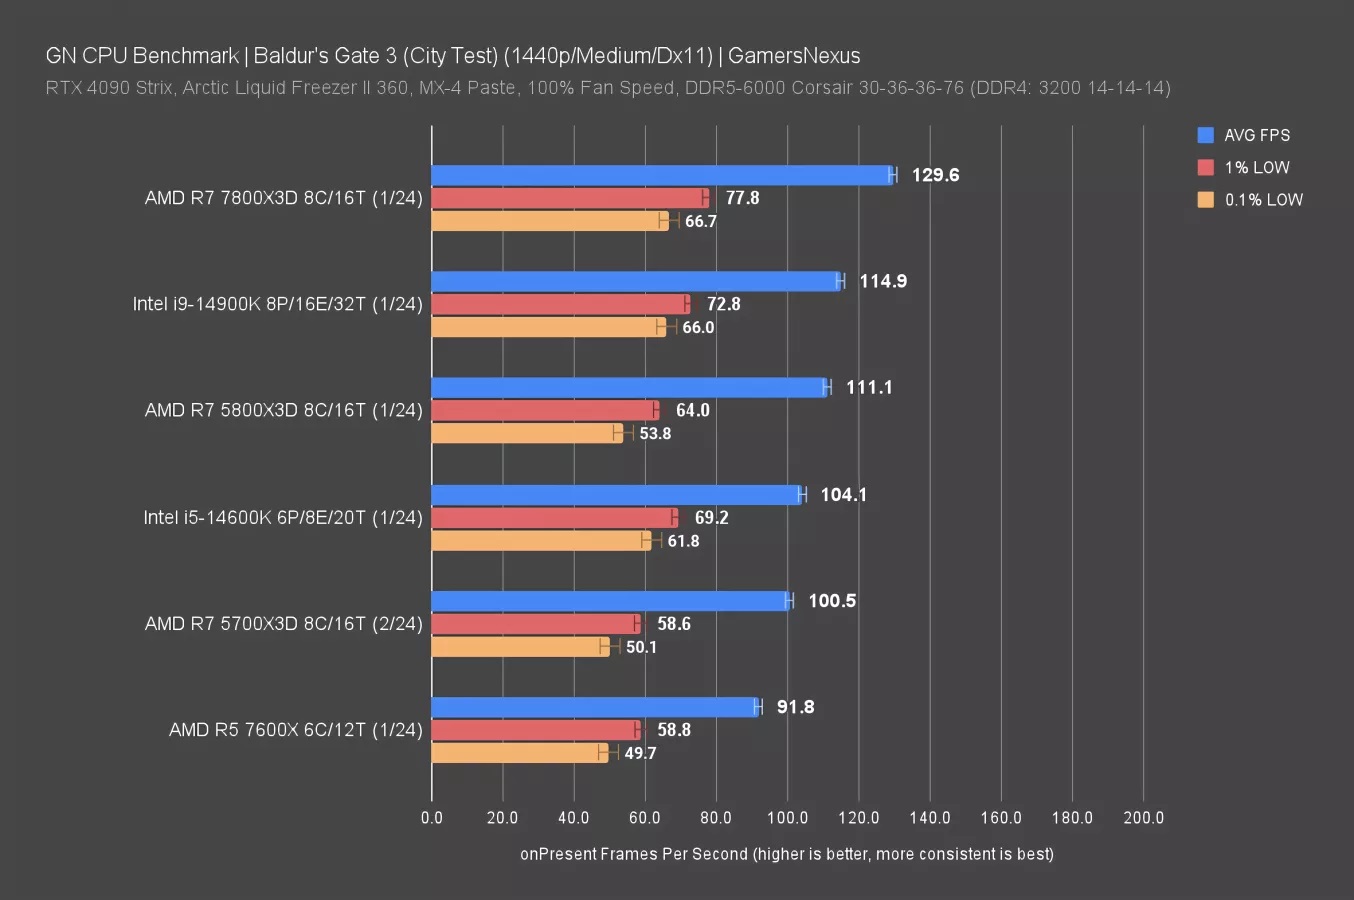 GN CPU Benchmark | Baldur's Gate 3 (City Test) (1440p/Medium/Dx11) | GamersNexus
RTX 4090 Strix, Arctic Liquid Freezer II 360, MX-4 Paste, 100% Fan Speed, DDR5-6000 Corsair 30-36-36-76 (DDR4: 3200 14-14-14)
AVG FPS
1% LOW
0.1% LOW
AMD R7 7800X3D 8C/16T (1/24)
129.6
77.8
66.7
Intel i9-14900K 8P/16E/32T (1/24)
114.9
72.8
66.0
AMD R7 5800X3D 8C/16T (1/24)
111.1
64.0
53.8
Intel i5-14600K 6P/8E/20T (1/24)
104.1
69.2
61.8
AMD R7 5700X3D 8C/16T (2/24)
100.5
58.6
50.1
AMD R5 7600X 6C/12T (1/24)
91.8
58.8
49.7
0.0 20.0 40.0 60.0 80.0 100.0 120.0 140.0 160.0 180.0 200.0
onPresent Frames Per Second (higher is better, more consistent is best)